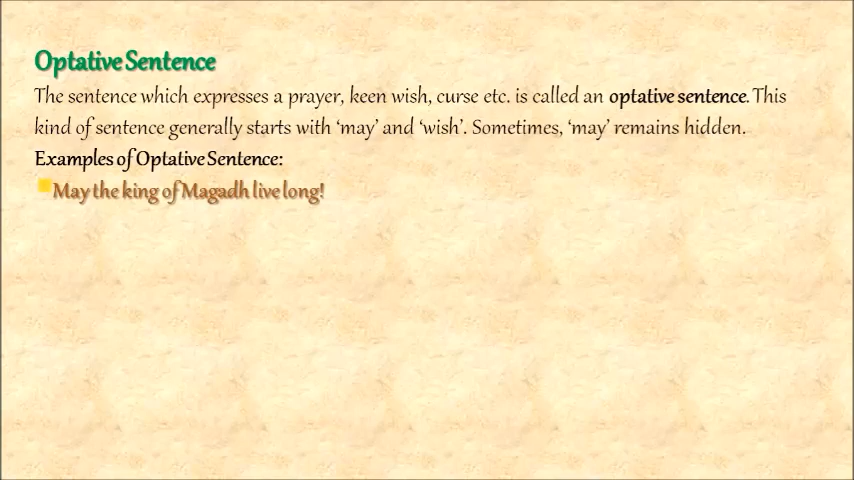 Optative Sentence
The sentence which expresses a prayer, keen wish, curse etc. is called an optative sentence. This
kind of sentence generally starts with ‘may’ and ‘wish’. Sometimes, ‘may’ remains hidden.
Examples of Optative Sentence:
May the king of Magadh live long!